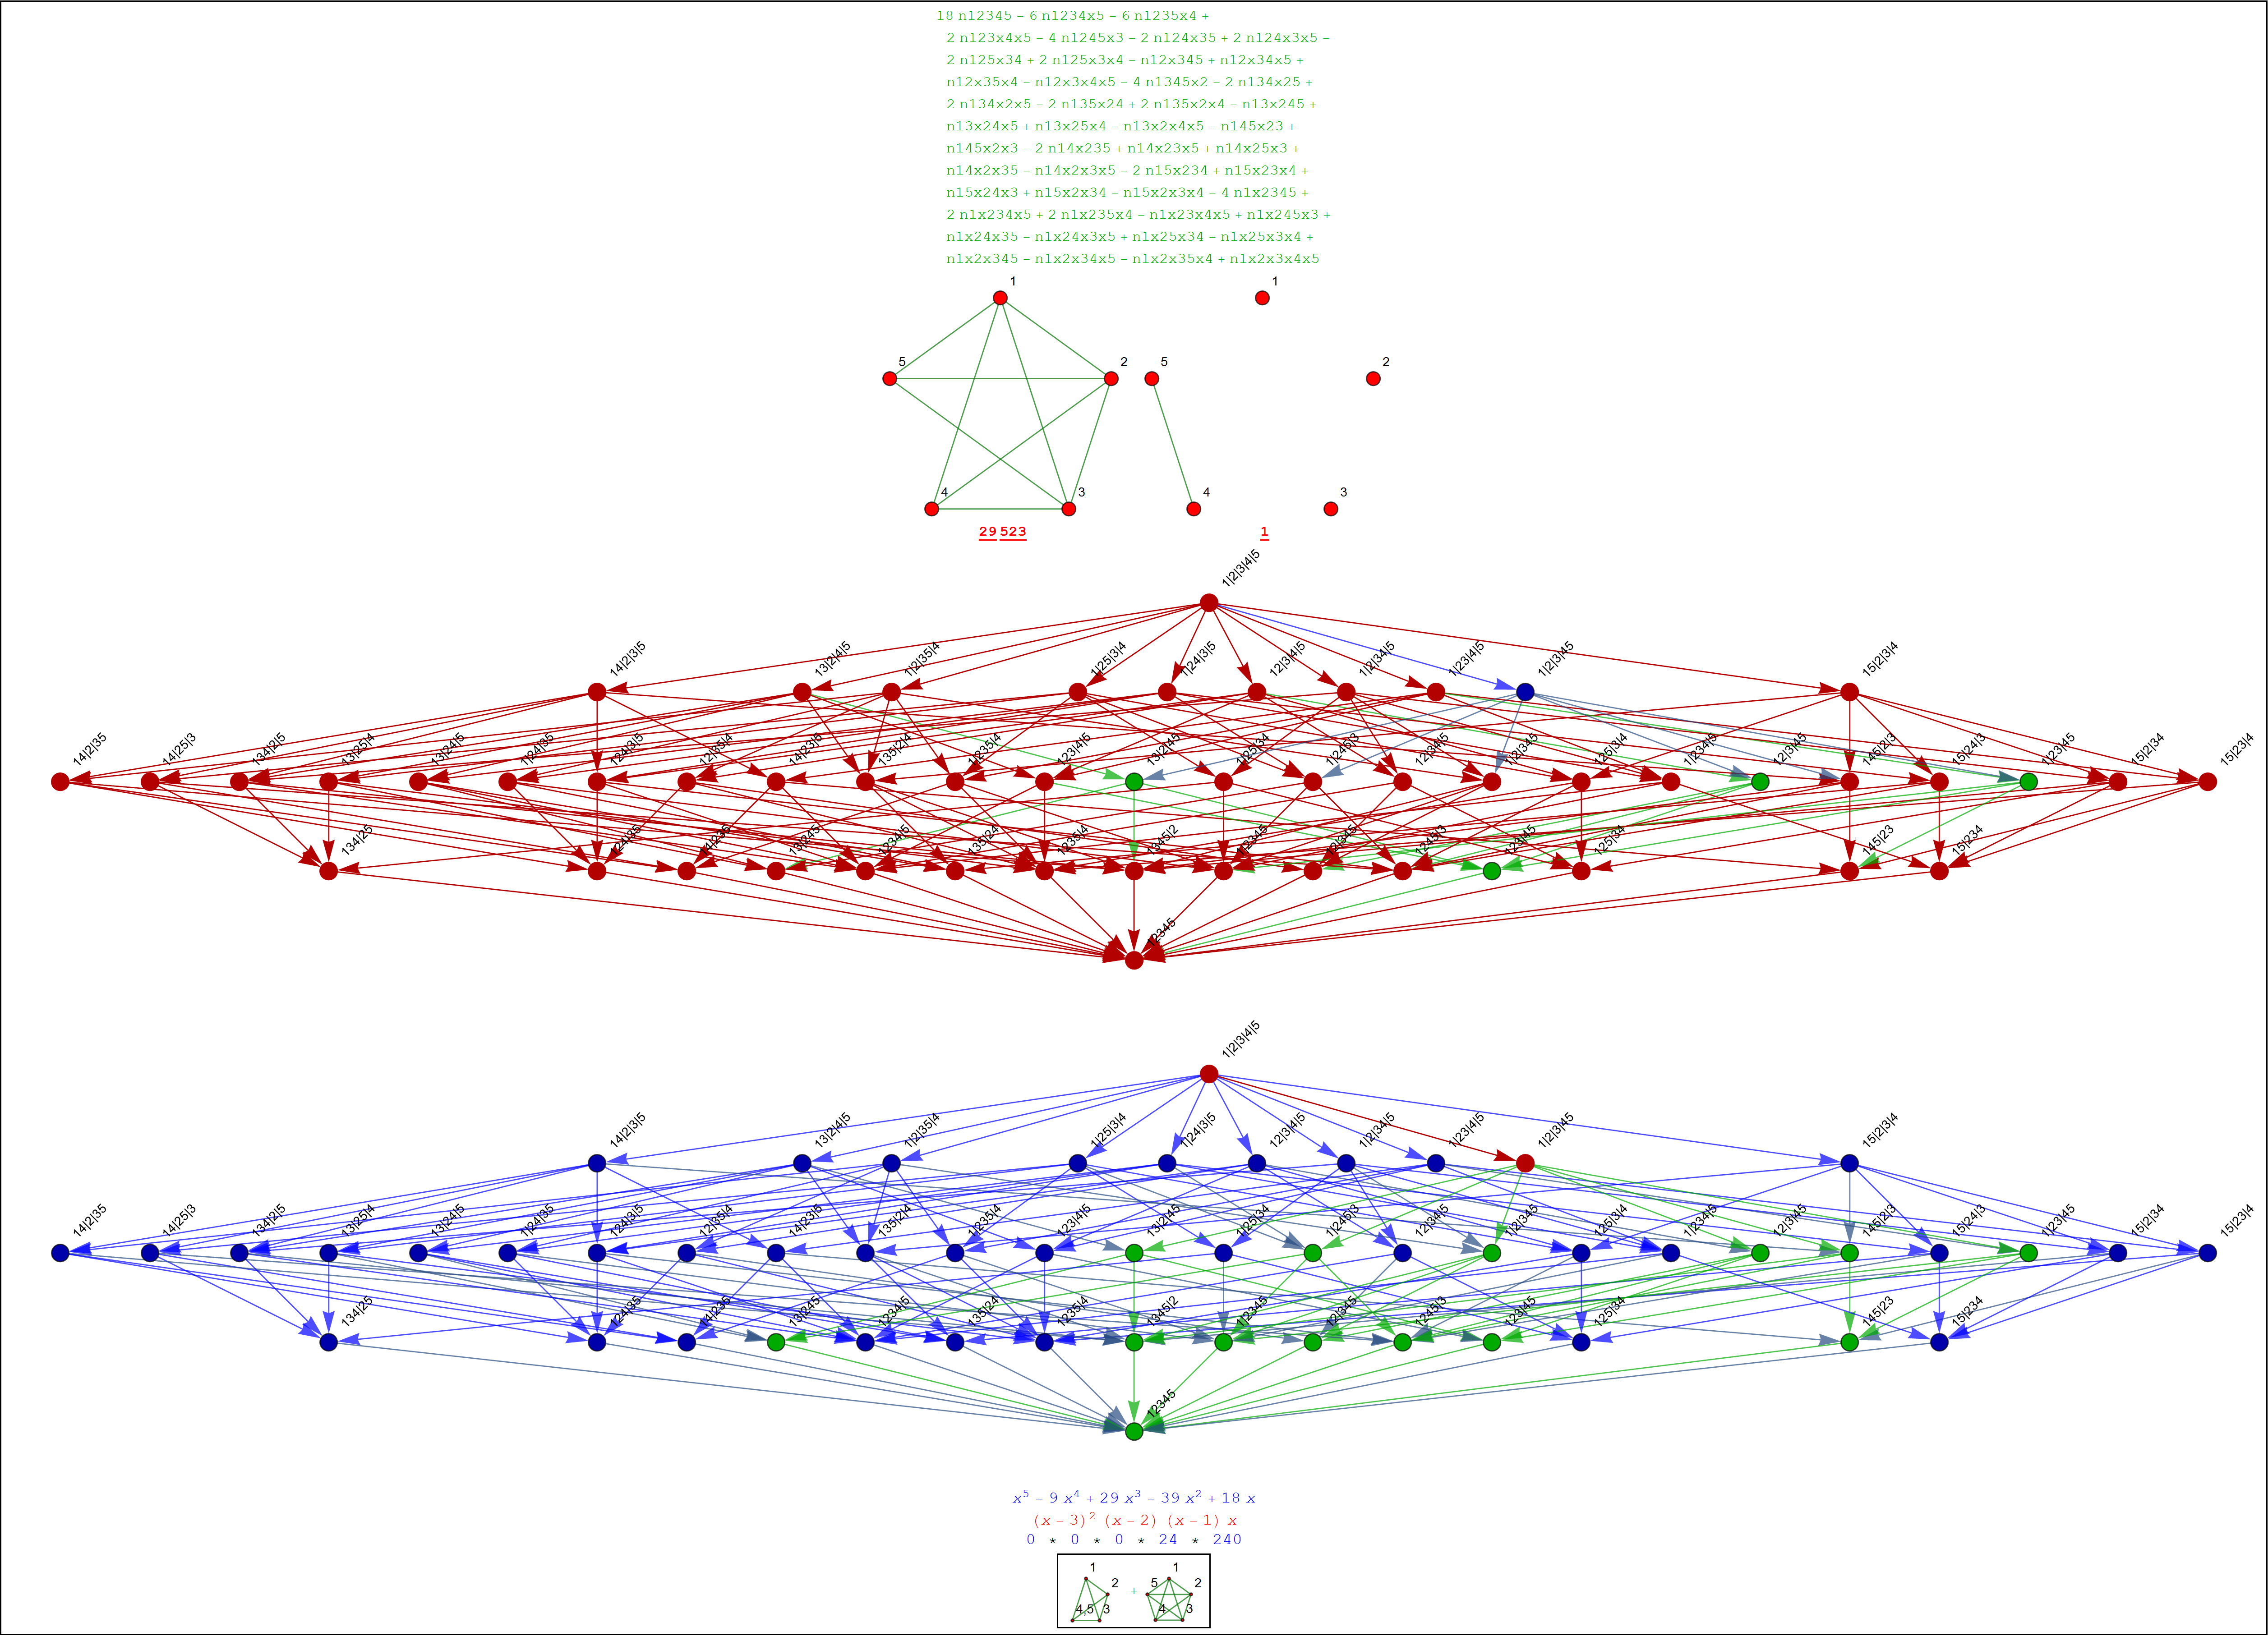 18 n12345 – 6 n1234x5 – 6 n1235x4 +
2 n123x4x5 – 4 n1245x3 – 2 n124x35 + 2 n124x3x5 –
2 n125x34 + 2 n125x3x4 – n12x345 + n12x34x5 +
n12x35x4 – n12x3x4x5 – 4 n1345x2 – 2 n134x25 +
2 n134x2x5 – 2 n135x24 + 2 n135x2x4 – n13x245 +
n13x24x5 + n13x25x4 – n13x2x4x5 – n145x23 +
n145x2x3 – 2 n14x235 + n14x23x5 + n14x25x3 +
n14x2x35 – n14x2x3x5 – 2 n15x234 + n15x23x4 +
n15x24x3 + n15x2x34 – n15x2x3x4 – 4 n1x2345 +
2 n1x234x5 + 2 n1x235x4 – n1x23x4x5 + n1x245x3 +
n1x24x35 – n1x24x3x5 + n1x25x34 – n1x25x3x4 +
n1x2x345 – n1x2x34x5 – n1x2x35x4 + n1x2x3x4x5
1 1
5 2 5 2
4 3 4 3
29 523 1
1|2|3|4|5
14|2|3|5 13|2|4|5 1|2|35|4 1|25|3|4 1|24|3|5 12|3|4|5 1|2|34|5 1|23|4|5 1|2|3|45 15|2|3|4
14|2|35 14|25|3 134|2|5 13|25|4 13|24|5 1|24|35 124|3|5 12|35|4 14|23|5 135|2|4 1|235|4 123|4|5 13|2|45 1|25|34 1|245|3 12|34|5 1|2|345 125|3|4 1|234|5 12|3|45 145|2|3 15|24|3 1|23|45 15|2|34 15|23|4
134|25 124|35 14|235 13|245 1234|5 135|24 1235|4 1345|2 1|2345 12|345 1245|3 123|45 125|34 145|23 15|234
12345
1|2|3|4|5
14|2|3|5 13|2|4|5 1|2|35|4 1|25|3|4 1|24|3|5 12|3|4|5 1|2|34|5 1|23|4|5 1|2|3|45 15|2|3|4
14|2|35 14|25|3 134|2|5 13|25|4 13|24|5 1|24|35 124|3|5 12|35|4 14|23|5 135|2|4 1|235|4 123|4|5 13|2|45 1|25|34 1|245|3 12|34|5 1|2|345 125|3|4 1|234|5 12|3|45 145|2|3 15|24|3 1|23|45 15|2|34 15|23|4
134|25 124|35 14|235 13|245 1234|5 135|24 1235|4 1345|2 1|2345 12|345 1245|3 123|45 125|34 145|23 15|234
12345
x⁵ – 9 x⁴ + 29 x³ – 39 x² + 18 x
(x – 3)² (x – 2) (x – 1) x
0 * 0 * 0 * 24 * 240
1 1
2 + 5 2
4,5 3 4 3